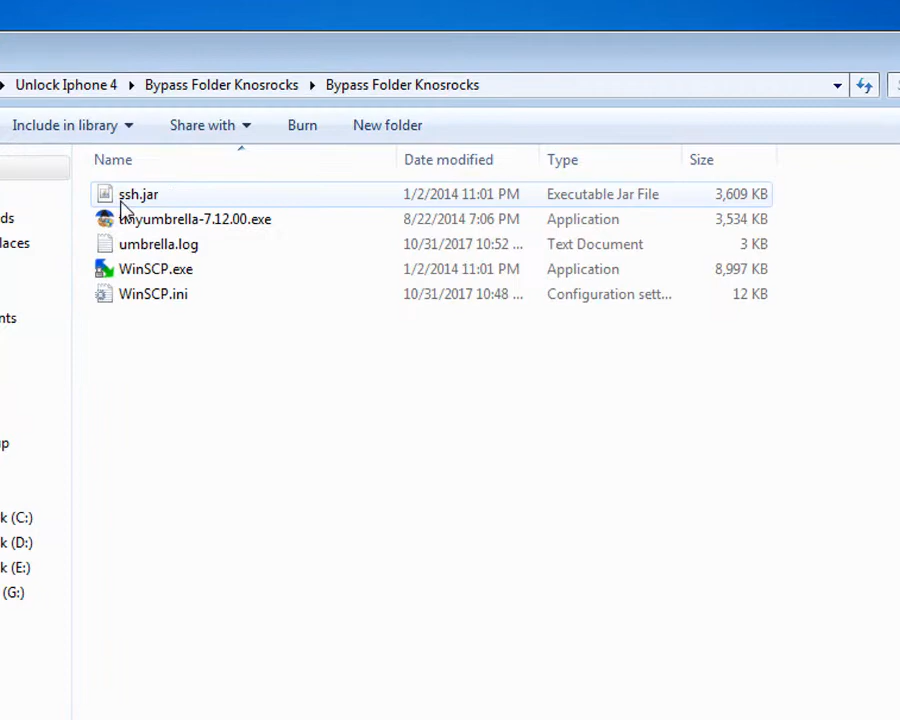 Unlock Iphone 4 Bypass Folder Knosrocks Bypass Folder Knosrocks
Include in library Share with Burn New folder
Name Date modified Type Size
ssh.jar 1/2/2014 11:01 PM Executable Jar File 3,609 KB
tinyumbrella-7.12.00.exe 8/22/2014 7:06 PM Application 3,534 KB
ds
umbrella.log 10/31/2017 10:52 ... Text Document 3 KB
laces
WinSCP.exe 1/2/2014 11:01 PM Application 8,997 KB
WinSCP.ini 10/31/2017 10:48 ... Configuration sett... 12 KB
nts
p
k (C:)
k (D:)
k (E:)
(G:)